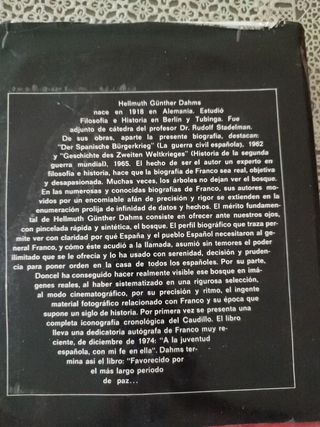 Hellmuth Günther Dahms
nace en 1918 en Alemania. Estudió
Filosofía e Historia en Berlín y Tubinga. Fue
adjunto de cátedra del profesor Dr. Rudolf Stadelman.
De sus obras, aparte la presente biografía, destacan:
"Der Spanische Bürgerkrieg" (La guerra civil española), 1962
y "Geschichte des Zweiten Weltkrieges" (Historia de la segunda
guerra mundial), 1965. El hecho de ser el autor un experto en
filosofía e historia, hace que la biografía de Franco sea real, objetiva
y desapasionada. Muchas veces, los árboles no dejan ver el bosque.
En las numerosas y conocidas biografías de Franco, sus autores mo-
vidos por un encomiable afán de precisión y rigor se extienden en la
enumeración prolija de infinidad de datos y hechos. El mérito fundamen-
tal de Hellmuth Günther Dahms consiste en ofrecer ante nuestros ojos,
con pincelada rápida y sintética, el bosque. El perfil biográfico que traza per-
mite ver con claridad por qué España y el pueblo Español necesitaron al ge-
neral Franco, y cómo éste acudió a la llamada, asumió sin temores el poder
ilimitado que se le ofrecía y lo ha usado con serenidad, decisión y pruden-
cia para poner orden en la casa de todos los españoles. Por su parte,
Doncel ha conseguido hacer realmente visible ese bosque en imá-
genes reales, al haber sistematizado en una rigurosa selección,
al modo cinematográfico, por su precisión y ritmo, el ingente
material fotográfico relacionado con Franco y su época que
supone un siglo de historia. Por primera vez se presenta una
completa iconografía cronológica del Caudillo. El libro
lleva una dedicatoria autógrafa de Franco muy re-
ciente, de diciembre de 1974: "A la juventud
española, con mi fe en ella". Dahms ter-
mina así el libro: "Favorecido por
el más largo período
de paz...